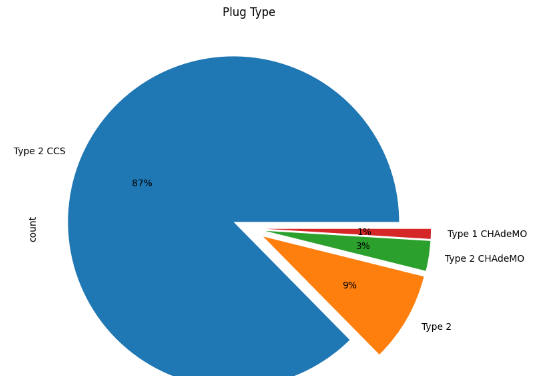 Plug Type
Type 2 CCS
87%
count
1%
Type 1 CHAdeMO
3%
Type 2 CHAdeMO
9%
Type 2